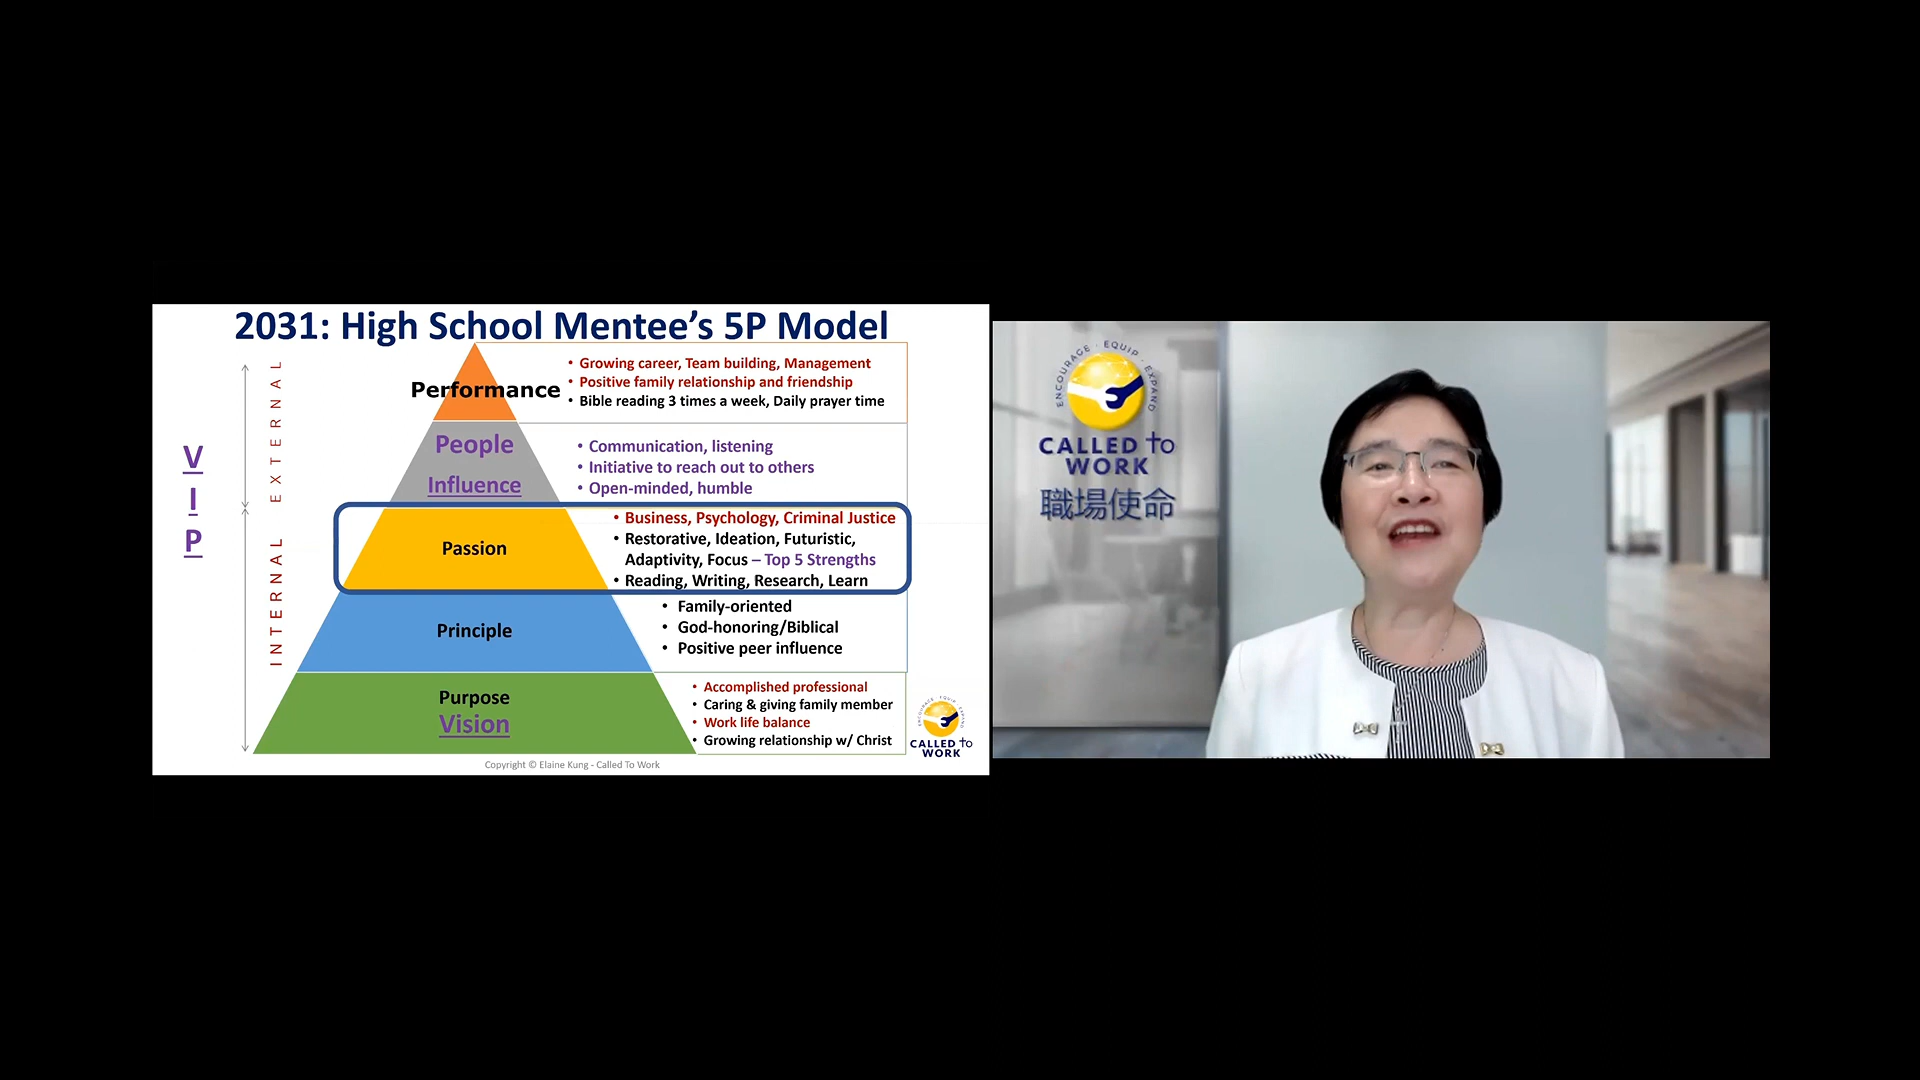 2031: High School Mentee’s 5P Model
V
I
P
EXTERNAL
INTERNAL
Performance
• Growing career, Team building, Management
• Positive family relationship and friendship
• Bible reading 3 times a week, Daily prayer time
People
Influence
• Communication, listening
• Initiative to reach out to others
• Open-minded, humble
Passion
• Business, Psychology, Criminal Justice
• Restorative, Ideation, Futuristic,
Adaptivity, Focus – Top 5 Strengths
• Reading, Writing, Research, Learn
Principle
• Family-oriented
• God-honoring/Biblical
• Positive peer influence
Purpose
Vision
• Accomplished professional
• Caring & giving family member
• Work life balance
• Growing relationship w/ Christ
ENCOURAGE · EQUIP · EXPAND
CALLED To
WORK
Copyright © Elaine Kung - Called To Work
ENCOURAGE · EQUIP · EXPAND
CALLED To
WORK
職場使命